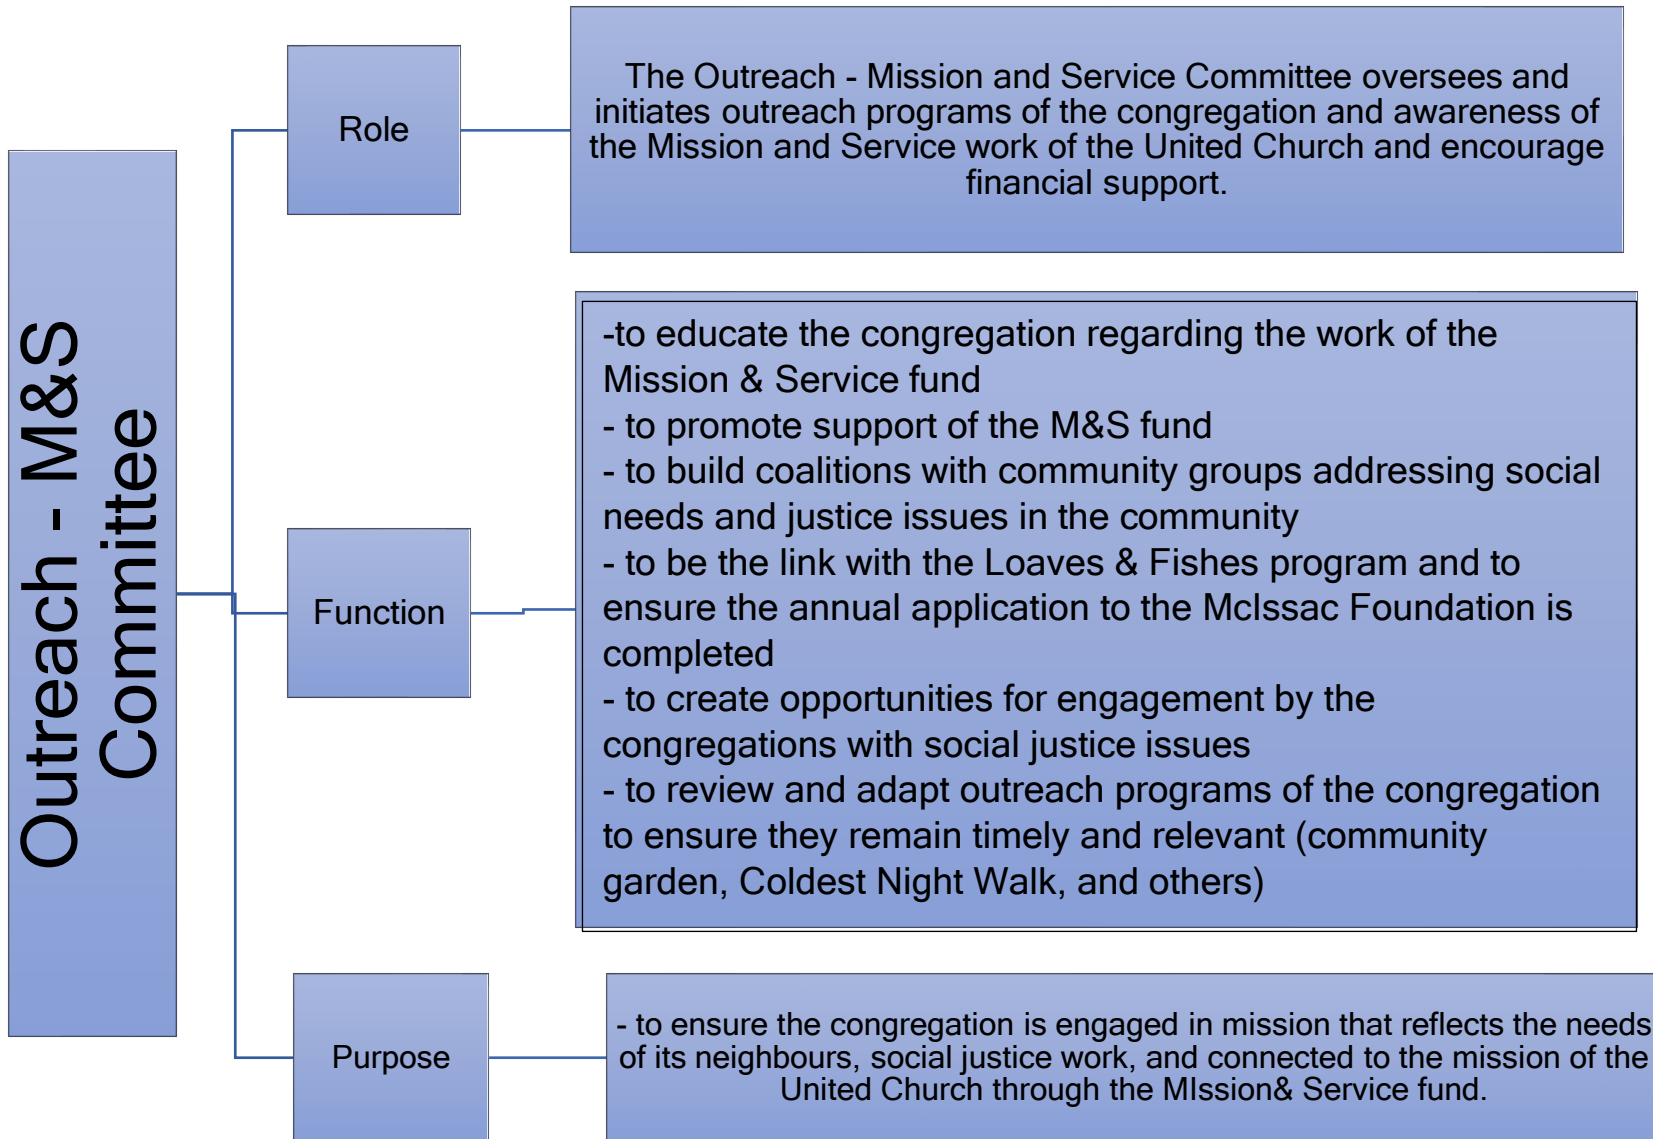 Outreach - M&S
Committee
Role
The Outreach - Mission and Service Committee oversees and
initiates outreach programs of the congregation and awareness of
the Mission and Service work of the United Church and encourage
financial support.
Function
-to educate the congregation regarding the work of the
Mission & Service fund
- to promote support of the M&S fund
- to build coalitions with community groups addressing social
needs and justice issues in the community
- to be the link with the Loaves & Fishes program and to
ensure the annual application to the McIssac Foundation is
completed
- to create opportunities for engagement by the
congregations with social justice issues
- to review and adapt outreach programs of the congregation
to ensure they remain timely and relevant (community
garden, Coldest Night Walk, and others)
Purpose
- to ensure the congregation is engaged in mission that reflects the needs
of its neighbours, social justice work, and connected to the mission of the
United Church through the MIssion& Service fund.